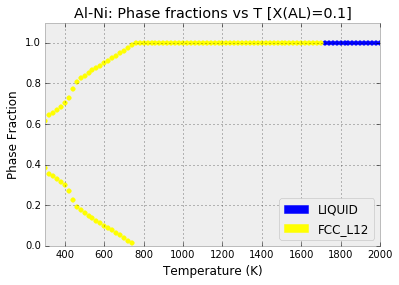 Al-Ni: Phase fractions vs T [X(AL)=0.1]
Phase Fraction
1.0
0.8
0.6
0.4
0.2
0.0
LIQUID
FCC_L12
400 600 800 1000 1200 1400 1600 1800 2000
Temperature (K)